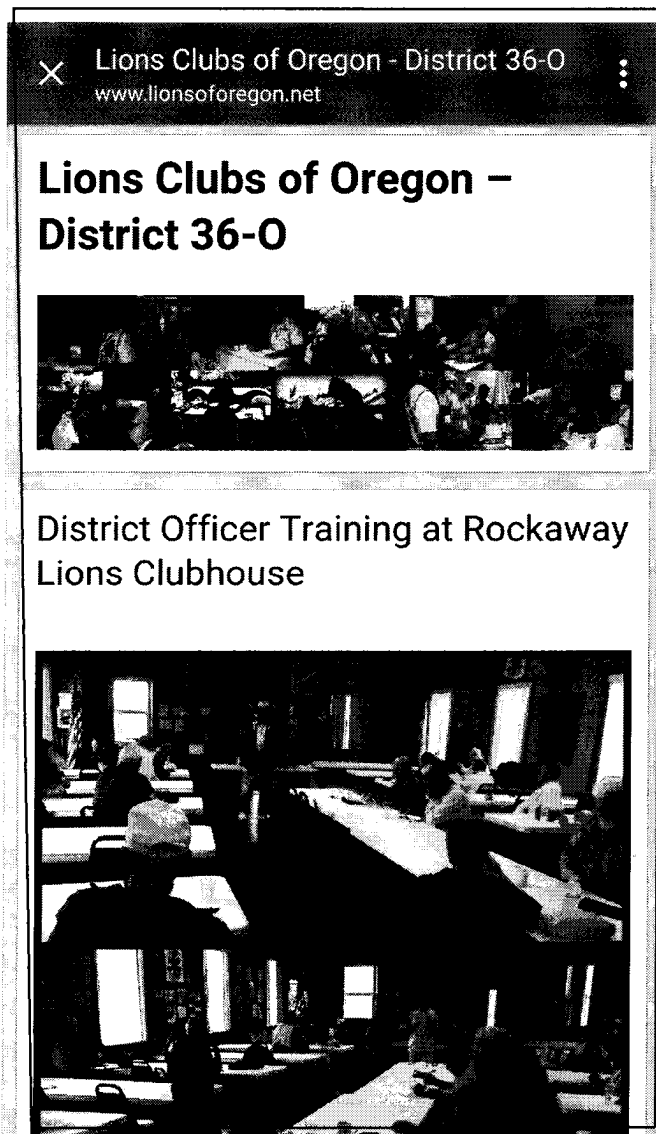 Lions Clubs of Oregon - District 36-O
www.lionsoforegon.net
Lions Clubs of Oregon –
District 36-O
District Officer Training at Rockaway
Lions Clubhouse